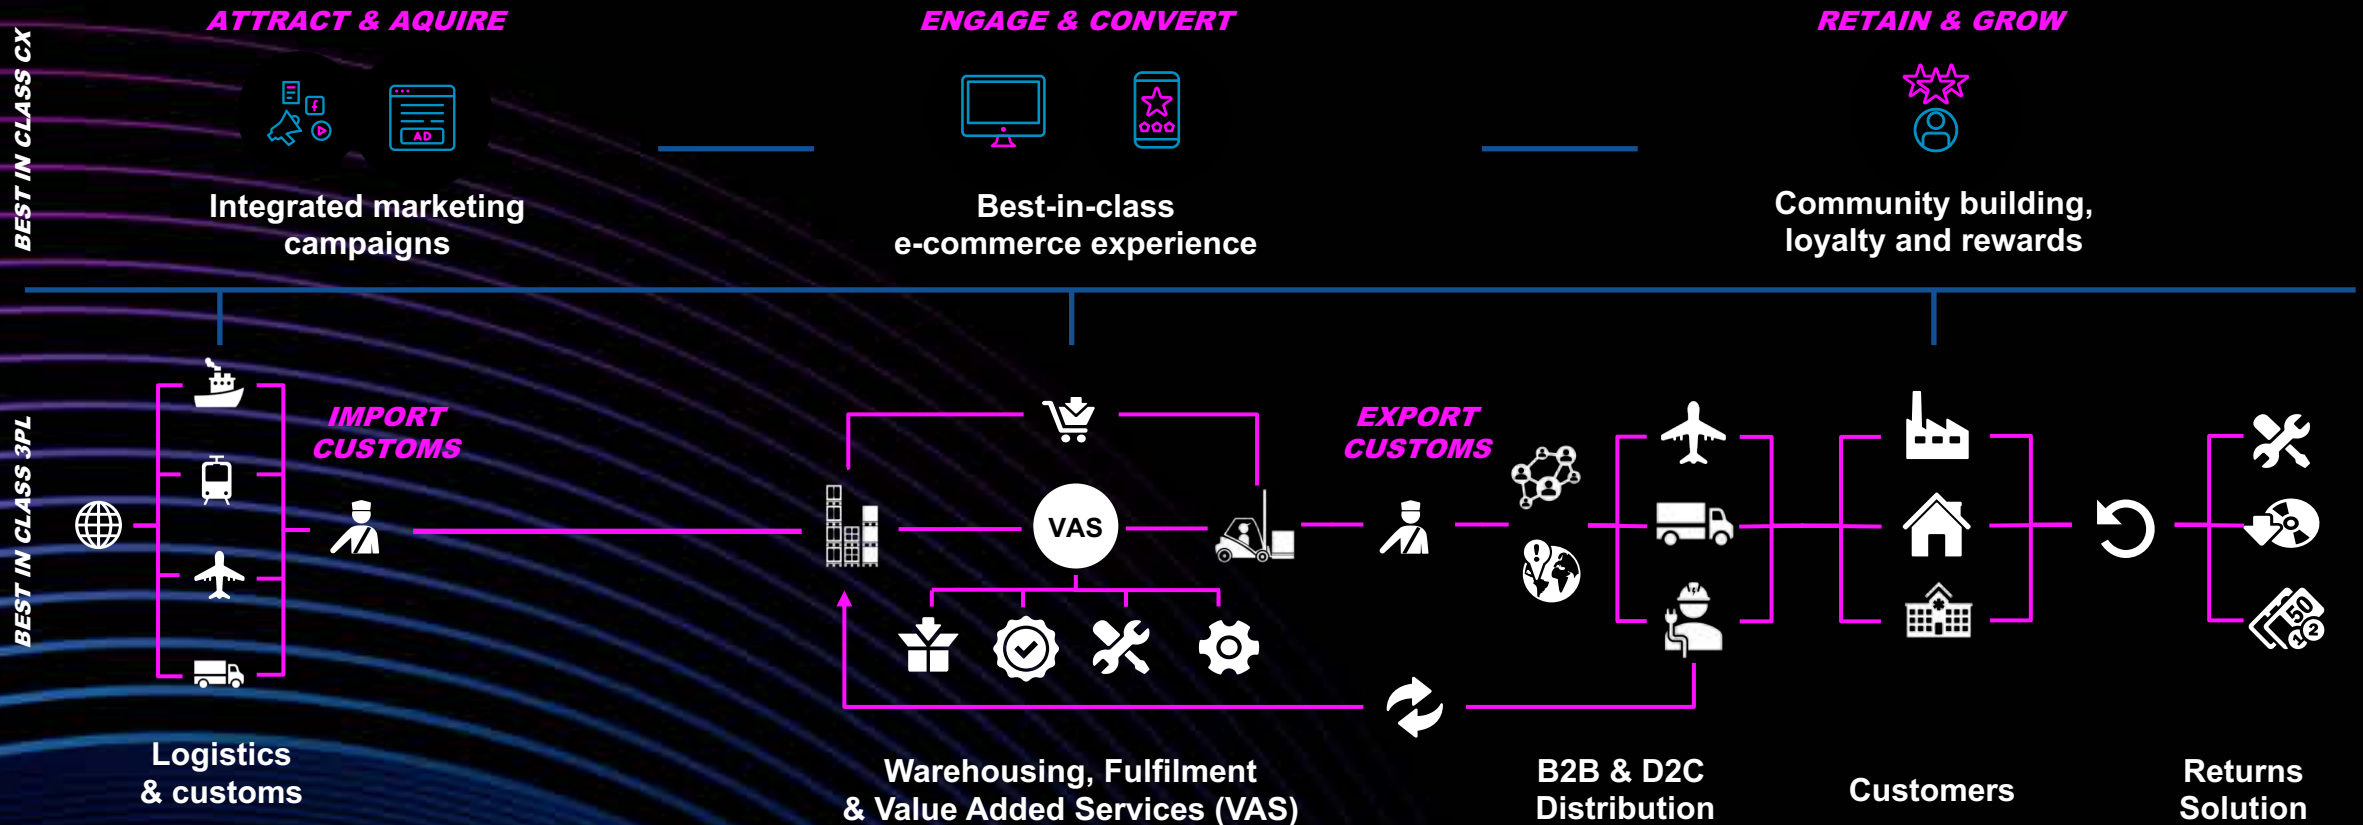 ATTRACT & AQUIRE
ENGAGE & CONVERT
RETAIN & GROW
BEST IN CLASS CX
AD
Integrated marketing
campaigns
Best-in-class
e-commerce experience
Community building,
loyalty and rewards
BEST IN CLASS 3PL
IMPORT
CUSTOMS
VAS
EXPORT
CUSTOMS
50
1
2
Logistics
& customs
Warehousing, Fulfilment
& Value Added Services (VAS)
B2B & D2C
Distribution
Customers
Returns
Solution